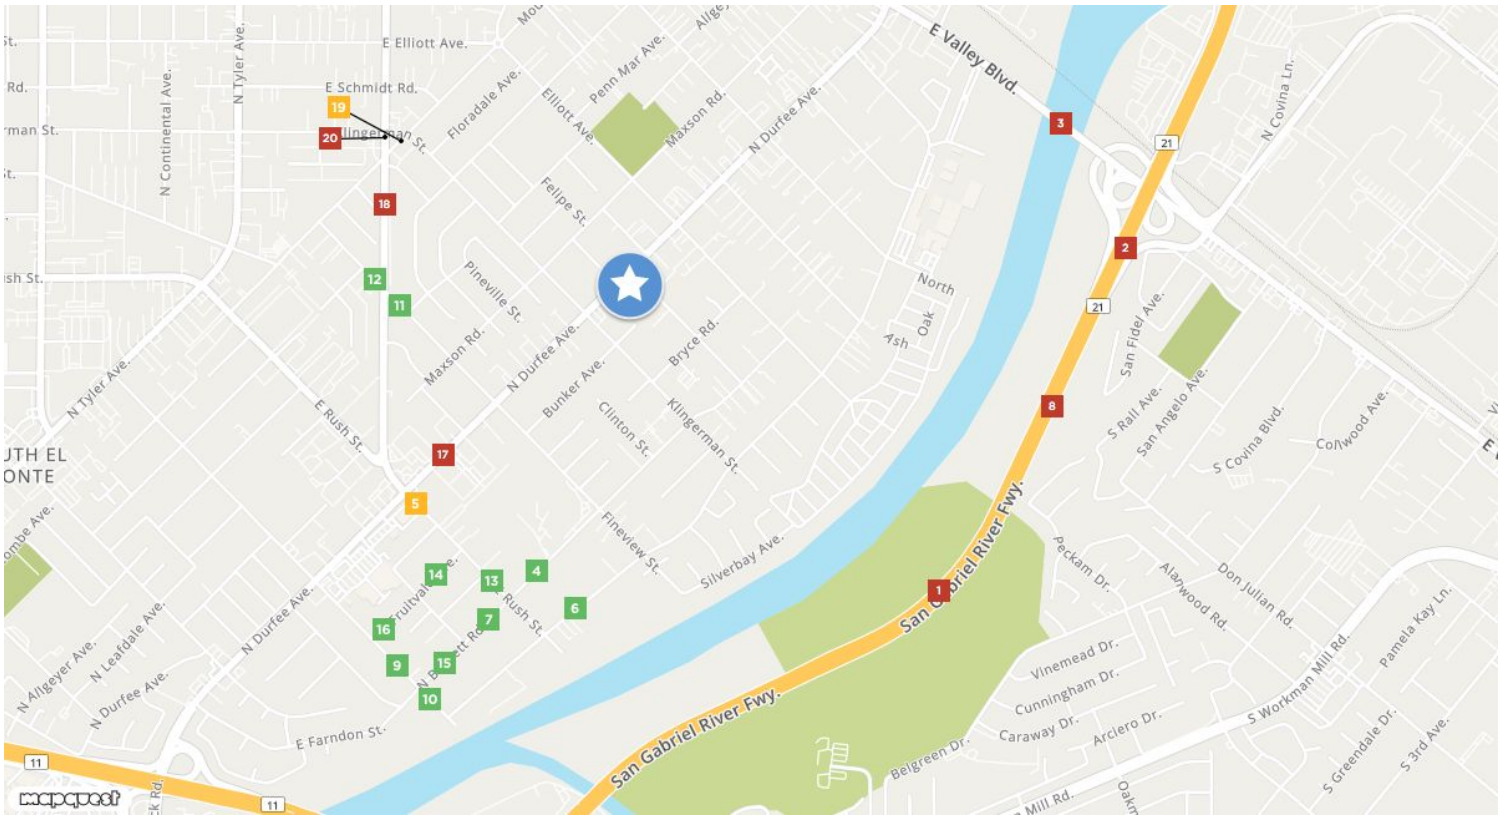 E Elliott Ave.
E Valley Blvd.
N Tyler Ave.
N Continental Ave.
E Schmidt Rd.
Floradale Ave.
Elliott Ave.
Penn Mar Ave.
Maxson Rd.
N Durfee Ave.
N Covina Ln.
19
20
3
21
18
Fellpe St.
2
12
11
Pineville St.
North
Oak
Ash
21
San Fidel Ave.
Maxson Rd.
N Durfee Ave.
Bunker Ave.
Bryce Rd.
N Tyler Ave.
E Rush St.
Clinton St.
Klingerman St.
8
S Rall Ave.
San Angelo Ave.
S Covina Blvd.
Collwood Ave.
17
5
Fineview St.
Silverbay Ave.
San Gabriel River Fwy.
Peckam Dr.
Alanwood Rd.
Don Julian Rd.
14
13
4
6
7
16
9
15
10
1
N Durfee Ave.
N Allgeyer Ave.
N Leafdale Ave.
N Durfee Ave.
E Farndon St.
San Gabriel River Fwy.
Vinemead Dr.
Cunningham Dr.
Caraway Dr.
Arciero Dr.
Belgreen Dr.
S Workman Mill Rd.
Pamela Kay Ln.
S Greendale Dr.
S 3rd Ave.
11
11
mapquest
Mill Rd.